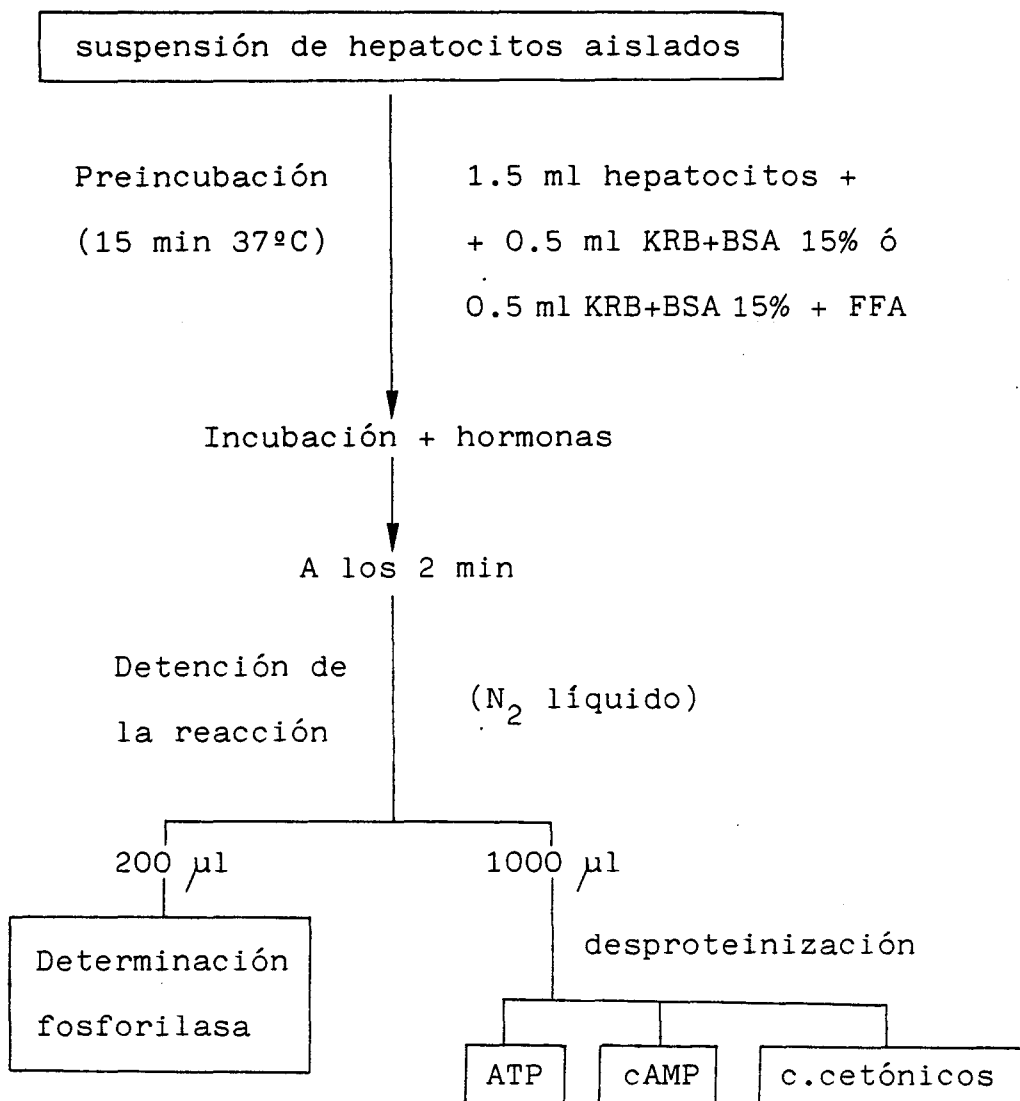 suspensión de hepatocitos aislados
Preincubación
(15 min 37ºC)
1.5 ml hepatocitos +
+ 0.5 ml KRB+BSA 15% ó
0.5 ml KRB+BSA 15% + FFA
Incubación + hormonas
A los 2 min
Detención de
la reacción
(N2 líquido)
200 µl
1000 µl
Determinación
fosforilasa
desproteinización
ATP
cAMP
c.cetónicos